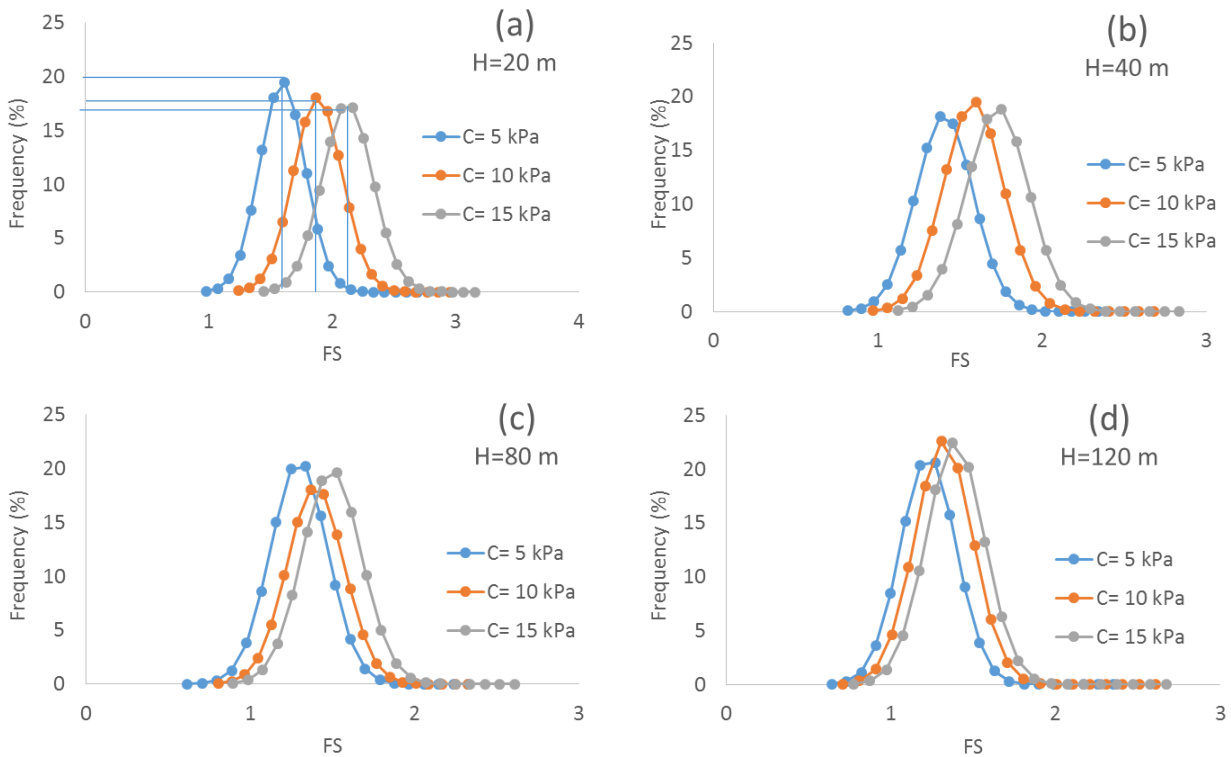 (a)
H=20 m
25
20
15
10
5
0
Frequency (%)
0 1 2 3 4
FS
C= 5 kPa
C= 10 kPa
C= 15 kPa
(b)
H=40 m
25
20
15
10
5
0
Frequency (%)
0 1 2 3
FS
C= 5 kPa
C= 10 kPa
C= 15 kPa
(c)
H=80 m
25
20
15
10
5
0
Frequency (%)
0 1 2 3
FS
C= 5 kPa
C= 10 kPa
C= 15 kPa
(d)
H=120 m
25
20
15
10
5
0
Frequency (%)
0 1 2 3
FS
C= 5 kPa
C= 10 kPa
C= 15 kPa